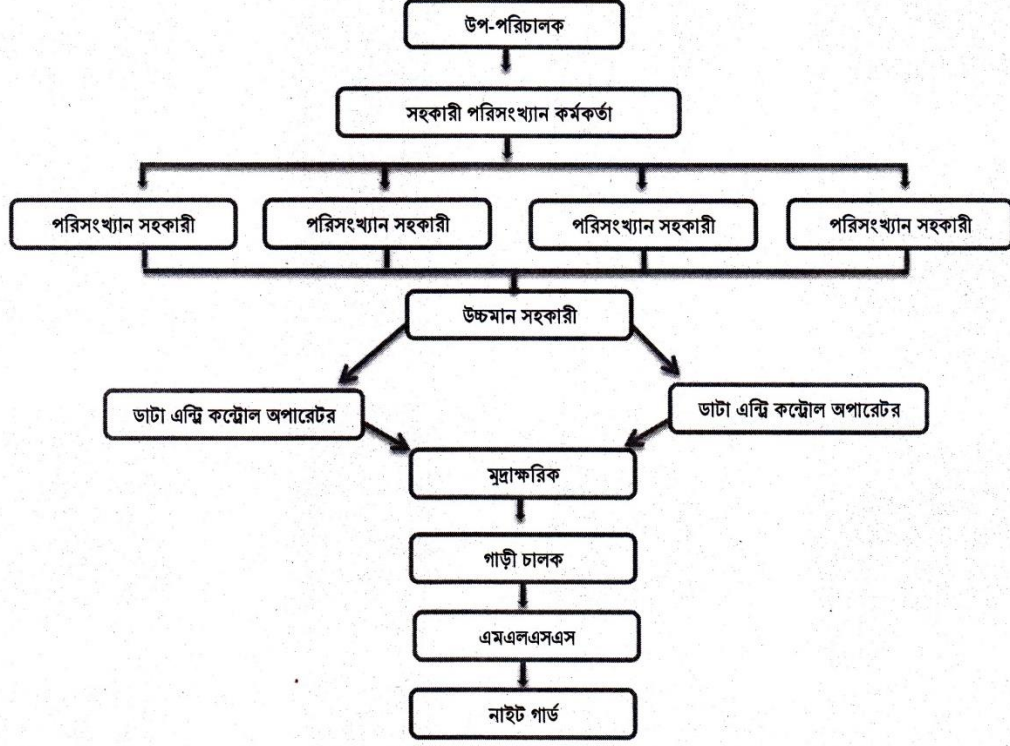 উপ-পরিচালক
সহকারী পরিসংখ্যান কর্মকর্তা
পরিসংখ্যান সহকারী
পরিসংখ্যান সহকারী
পরিসংখ্যান সহকারী
পরিসংখ্যান সহকারী
উচ্চমান সহকারী
ডাটা এন্ট্রি কন্ট্রোল অপারেটর
ডাটা এন্ট্রি কন্ট্রোল অপারেটর
মুদ্রাক্ষরিক
গাড়ী চালক
এমএলএসএস
নাইট গার্ড